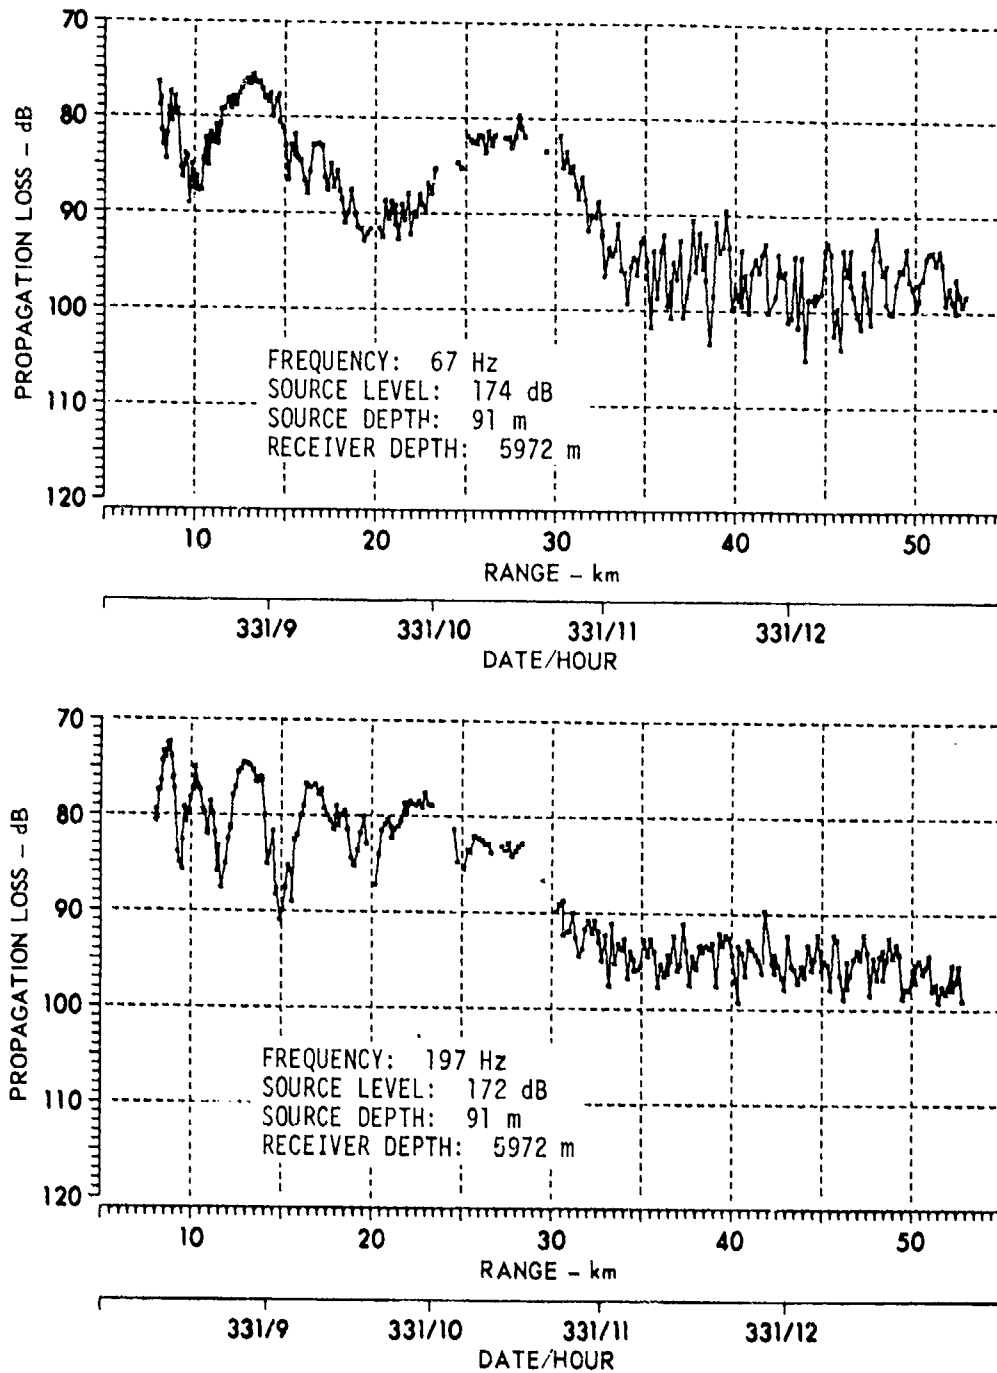 70
80
90
100
110
120
PROPAGATION LOSS – dB
FREQUENCY: 67 Hz
SOURCE LEVEL: 174 dB
SOURCE DEPTH: 91 m
RECEIVER DEPTH: 5972 m
10 20 30 40 50
RANGE – km
331/9 331/10 331/11 331/12
DATE/HOUR
70
80
90
100
110
120
PROPAGATION LOSS – dB
FREQUENCY: 197 Hz
SOURCE LEVEL: 172 dB
SOURCE DEPTH: 91 m
RECEIVER DEPTH: 5972 m
10 20 30 40 50
RANGE – km
331/9 331/10 331/11 331/12
DATE/HOUR